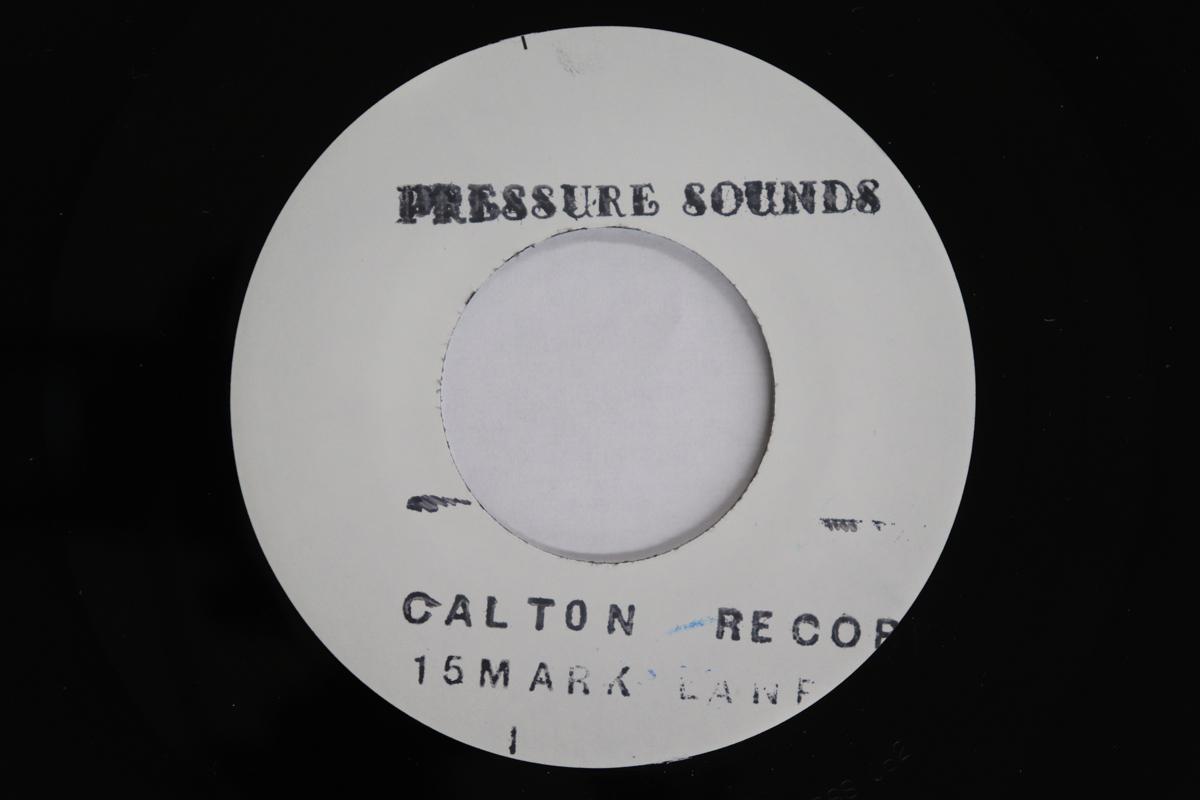 PRESSURE SOUNDS
CALTON RECOR
15MARK LANE